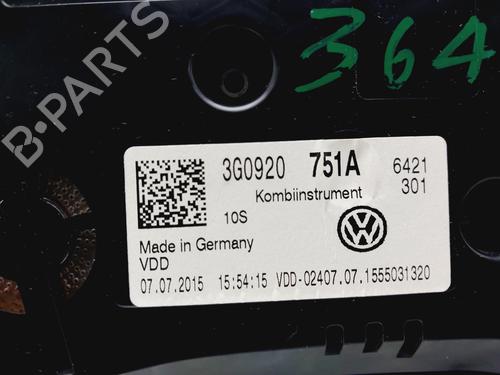 B-PARTS
364
3G0920 751A 6421
Kombiinstrument 301
10S
Made in Germany
VDD
07.07.2015 15:54:15 VDD-02407.07.1555031320